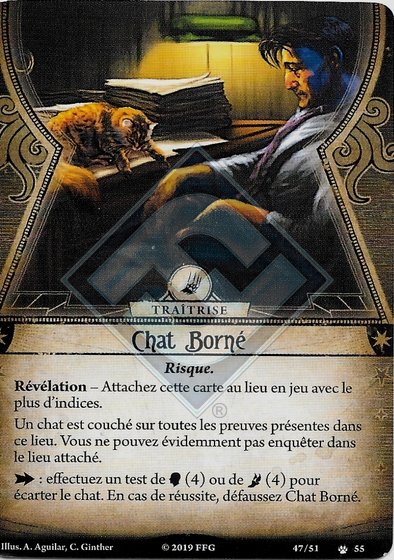 TRAÎTRISE
Chat Borné
Risque.
Révélation – Attachez cette carte au lieu en jeu avec le
plus d'indices.
Un chat est couché sur toutes les preuves présentes dans
ce lieu. Vous ne pouvez évidemment pas enquêter dans
le lieu attaché.
: effectuez un test de (4) ou de (4) pour
écarter le chat. En cas de réussite, défaussez Chat Borné.
Illus. A. Aguilar, C. Ginther © 2019 FFG 47/51 55
®